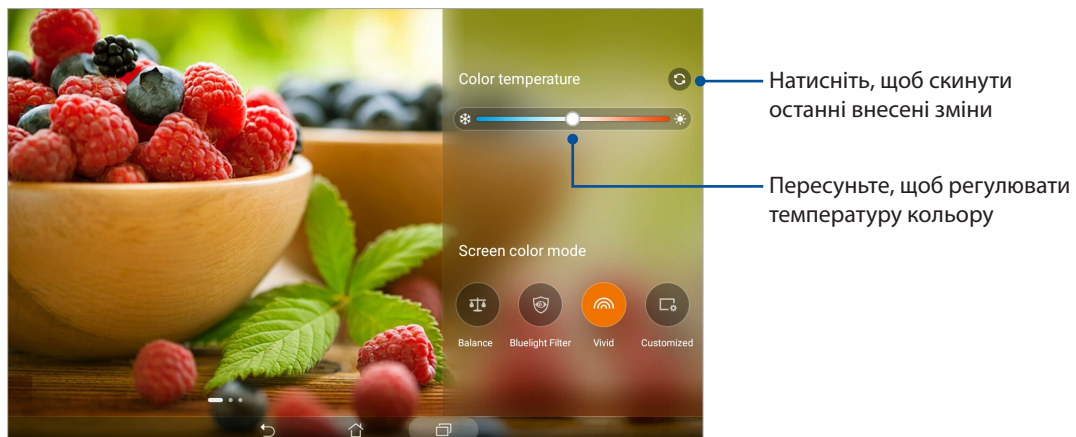 Color temperature
Натисніть, щоб скинути
останні внесені зміни
Пересуньте, щоб регулювати
температуру кольору
Screen color mode
Balance
Bluelight Filter
Vivid
Customized